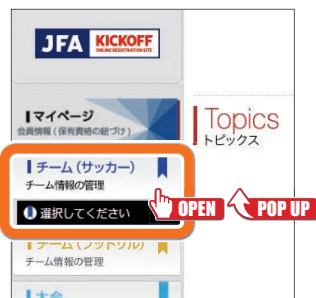 JFA KICKOFF
ONLINE REGISTRATION SITE
マイページ
会員情報（保有資格の紐づけ）
Topics
トピックス
チーム（サッカー）
チーム情報の管理
選択してください
OPEN
POP UP
チーム（フットサル）
チーム情報の管理
大会